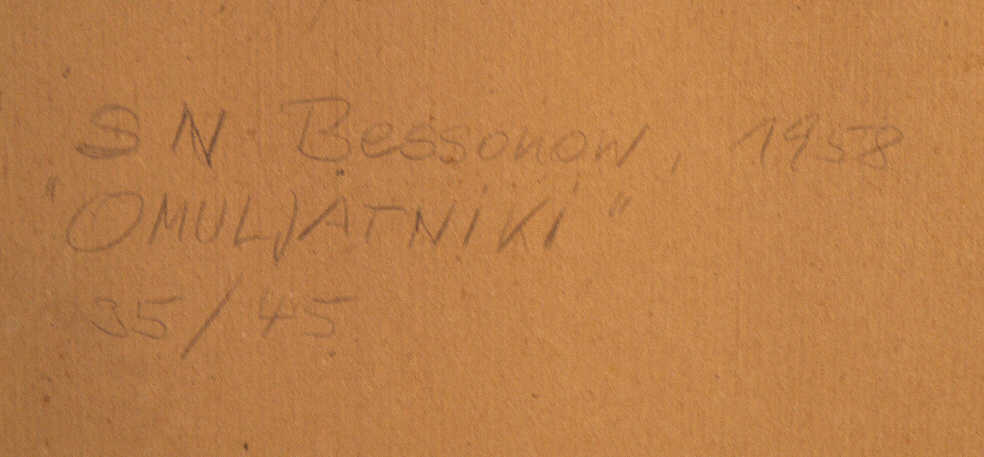 S N. Bessonow, 1958
"OMULJATNIKI"
35/45